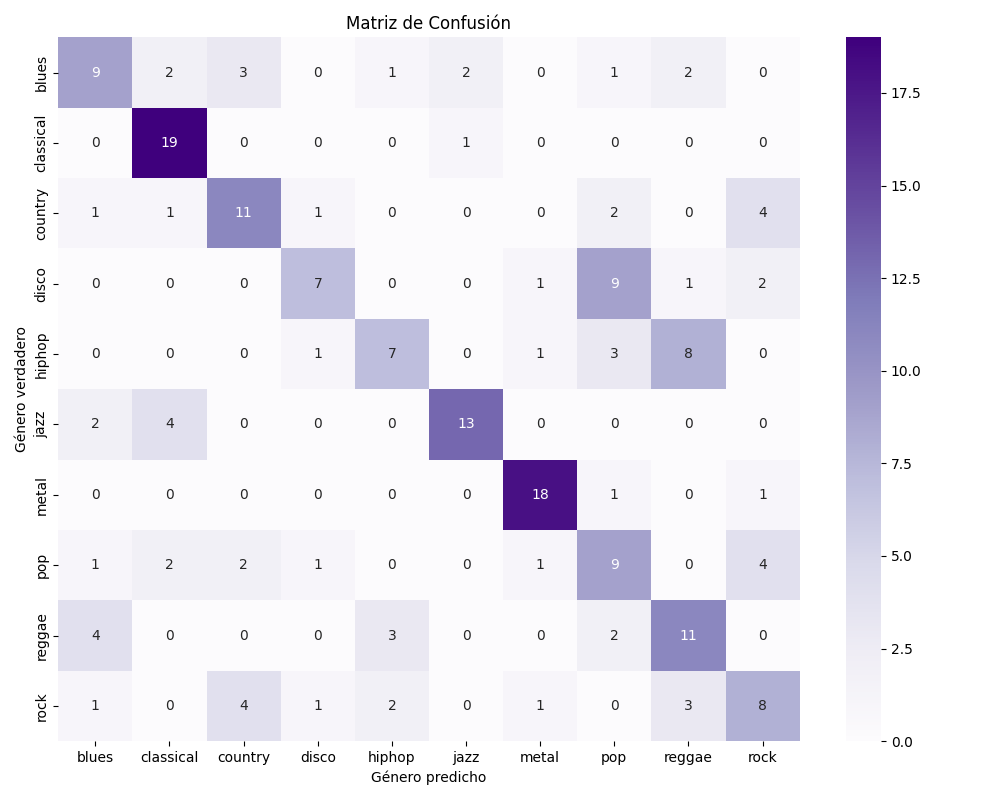 Matriz de Confusión
Género verdadero
blues 9 2 3 0 1 2 0 1 2 0
classical 0 19 0 0 0 1 0 0 0 0
country 1 1 11 1 0 0 0 2 0 4
disco 0 0 0 7 0 0 1 9 1 2
hiphop 0 0 0 1 7 0 1 3 8 0
jazz 2 4 0 0 0 13 0 0 0 0
metal 0 0 0 0 0 0 18 1 0 1
pop 1 2 2 1 0 0 1 9 0 4
reggae 4 0 0 0 3 0 0 2 11 0
rock 1 0 4 1 2 0 1 0 3 8
blues classical country disco hiphop jazz metal pop reggae rock
Género predicho
17.5
15.0
12.5
10.0
7.5
5.0
2.5
0.0